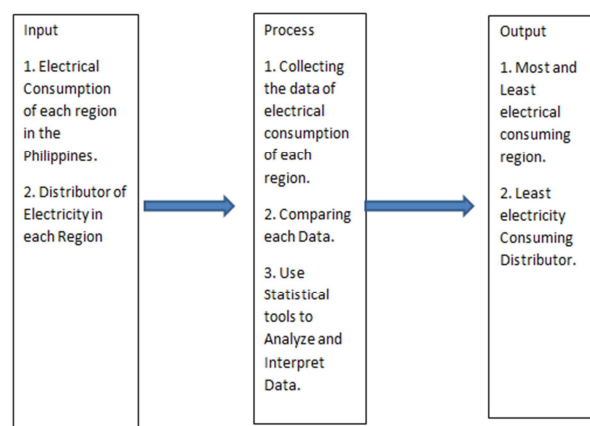 Input
1. Electrical
Consumption
of each region
in the
Philippines.
2. Distributor of
Electricity in
each Region
Process
1. Collecting
the data of
electrical
consumption
of each
region.
2. Comparing
each Data.
3. Use
Statistical
tools to
Analyze and
Interpret
Data.
Output
1. Most and
Least
electrical
consuming
region.
2. Least
electricity
Consuming
Distributor.